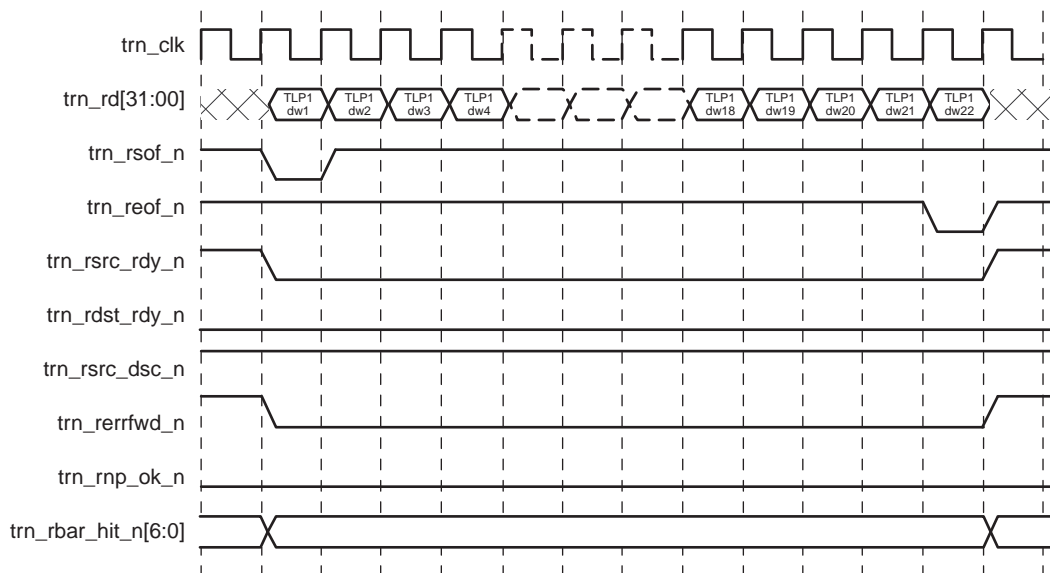 trn_clk
trn_rd[31:00]
TLP1 TLP1 TLP1 TLP1 TLP1 TLP1 TLP1 TLP1 TLP1
dw1 dw2 dw3 dw4 dw18 dw19 dw20 dw21 dw22
trn_rsof_n
trn_reof_n
trn_rsrc_rdy_n
trn_rdst_rdy_n
trn_rsrc_dsc_n
trn_rerrfwd_n
trn_rnp_ok_n
trn_rbar_hit_n[6:0]